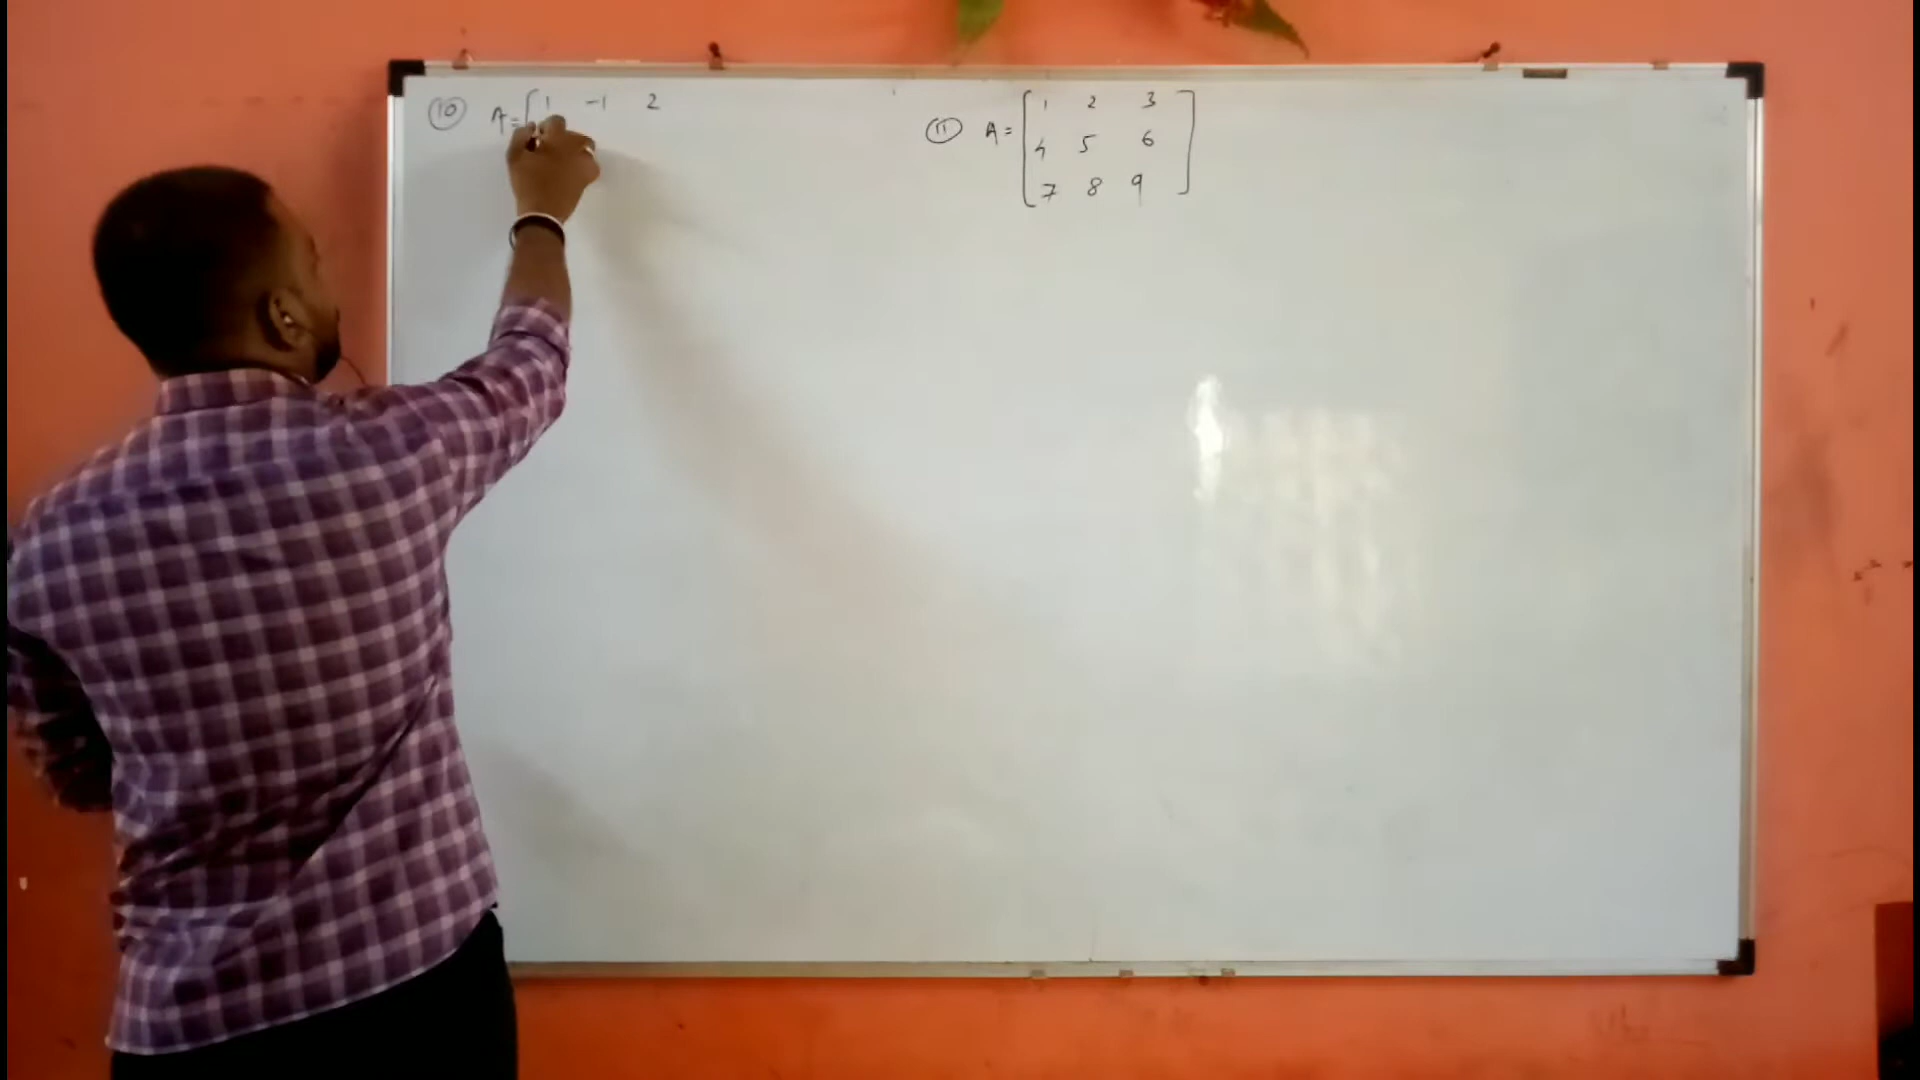 ⑩ A = [ 1 -1 2
⑪ A = [ 1 2 3
4 5 6
7 8 9 ]